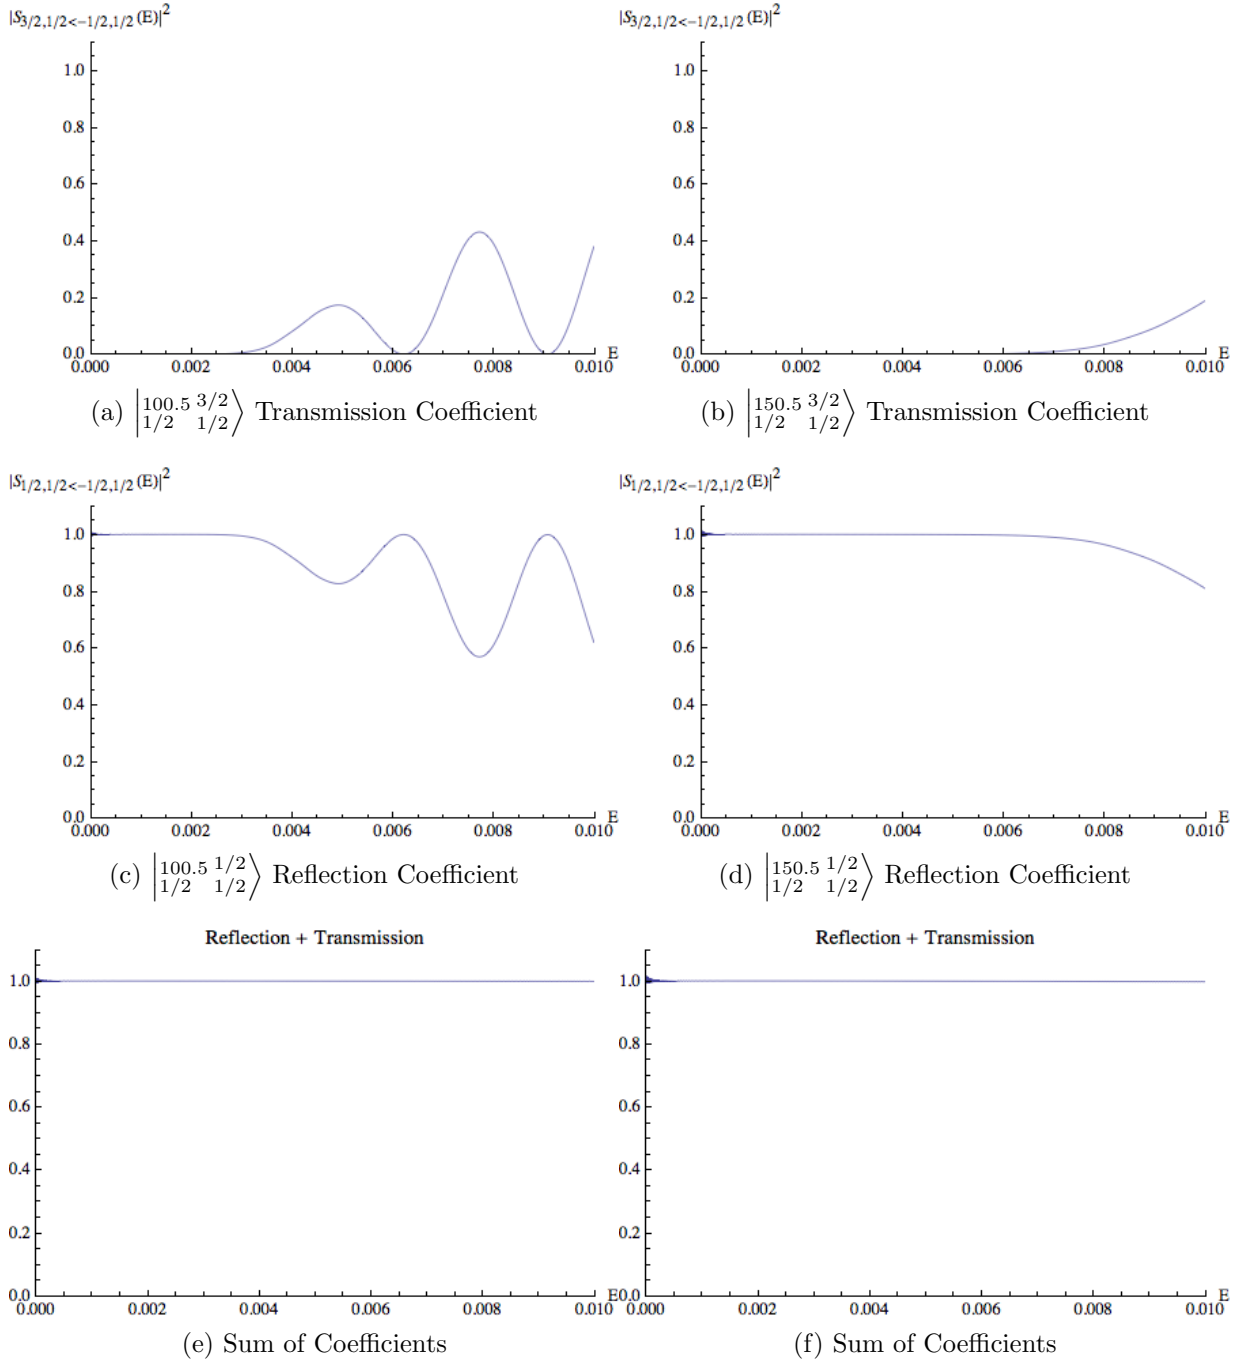 |S_{3/2,1/2<-1/2,1/2}(E)|^2
1.0
0.8
0.6
0.4
0.2
0.0
0.000 0.002 0.004 0.006 0.008 0.010 E
(a) |100.5 3/2 1/2 1/2⟩ Transmission Coefficient
|S_{3/2,1/2<-1/2,1/2}(E)|^2
1.0
0.8
0.6
0.4
0.2
0.0
0.000 0.002 0.004 0.006 0.008 0.010 E
(b) |150.5 3/2 1/2 1/2⟩ Transmission Coefficient
|S_{1/2,1/2<-1/2,1/2}(E)|^2
1.0
0.8
0.6
0.4
0.2
0.0
0.000 0.002 0.004 0.006 0.008 0.010 E
(c) |100.5 1/2 1/2 1/2⟩ Reflection Coefficient
|S_{1/2,1/2<-1/2,1/2}(E)|^2
1.0
0.8
0.6
0.4
0.2
0.0
0.000 0.002 0.004 0.006 0.008 0.010 E
(d) |150.5 1/2 1/2 1/2⟩ Reflection Coefficient
Reflection + Transmission
1.0
0.8
0.6
0.4
0.2
0.0
0.000 0.002 0.004 0.006 0.008 0.010 E
(e) Sum of Coefficients
Reflection + Transmission
1.0
0.8
0.6
0.4
0.2
0.0
0.000 0.002 0.004 0.006 0.008 0.010 E
(f) Sum of Coefficients